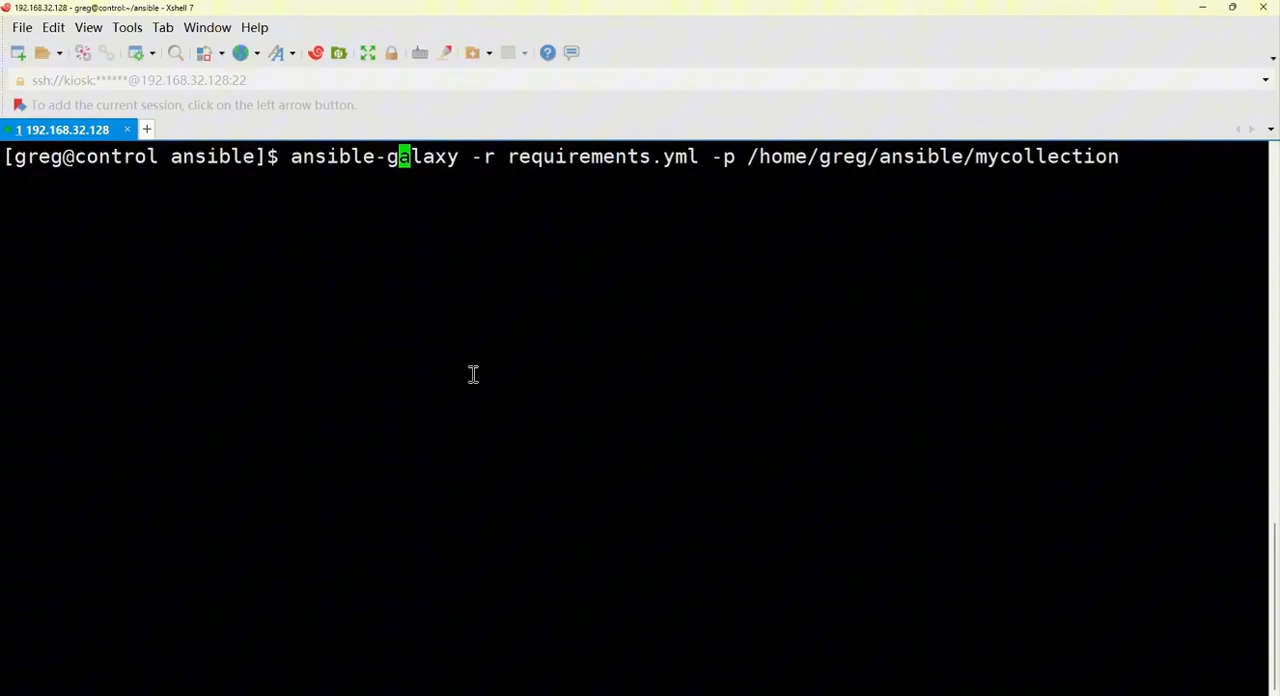 192.168.32.128 - greg@control:~/ansible - Xshell 7
File Edit View Tools Tab Window Help
ssh://kiosk:******@192.168.32.128:22
To add the current session, click on the left arrow button.
1 192.168.32.128 × +
[greg@control ansible]$ ansible-galaxy -r requirements.yml -p /home/greg/ansible/mycollection